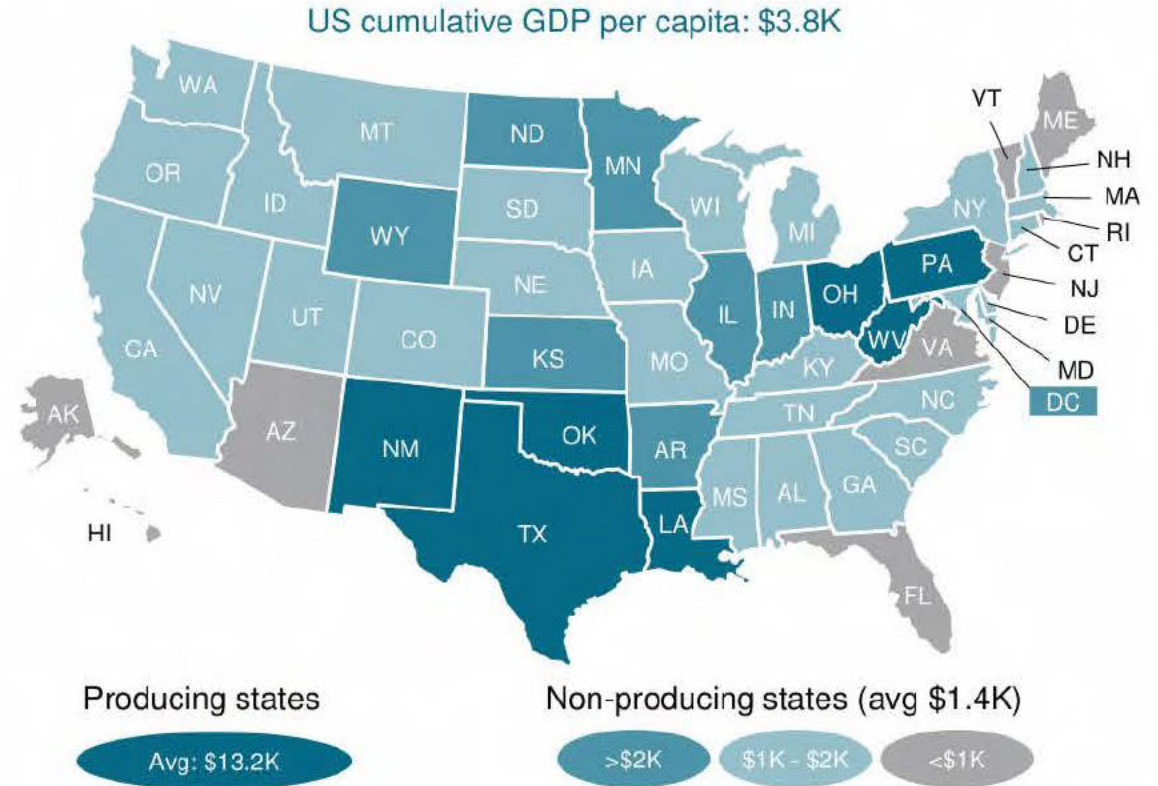 US cumulative GDP per capita: $3.8K
WA
MT
ND
MN
VT
ME
OR
ID
WY
SD
WI
MI
NY
NH
MA
RI
CT
NV
UT
CO
NE
IA
IL
IN
OH
PA
NJ
DE
MD
DC
CA
KS
MO
KY
WV
VA
AK
AZ
NM
OK
AR
TN
NC
SC
HI
TX
LA
MS
AL
GA
FL
Producing states
Avg: $13.2K
Non-producing states (avg $1.4K)
>$2K
$1K - $2K
<$1K